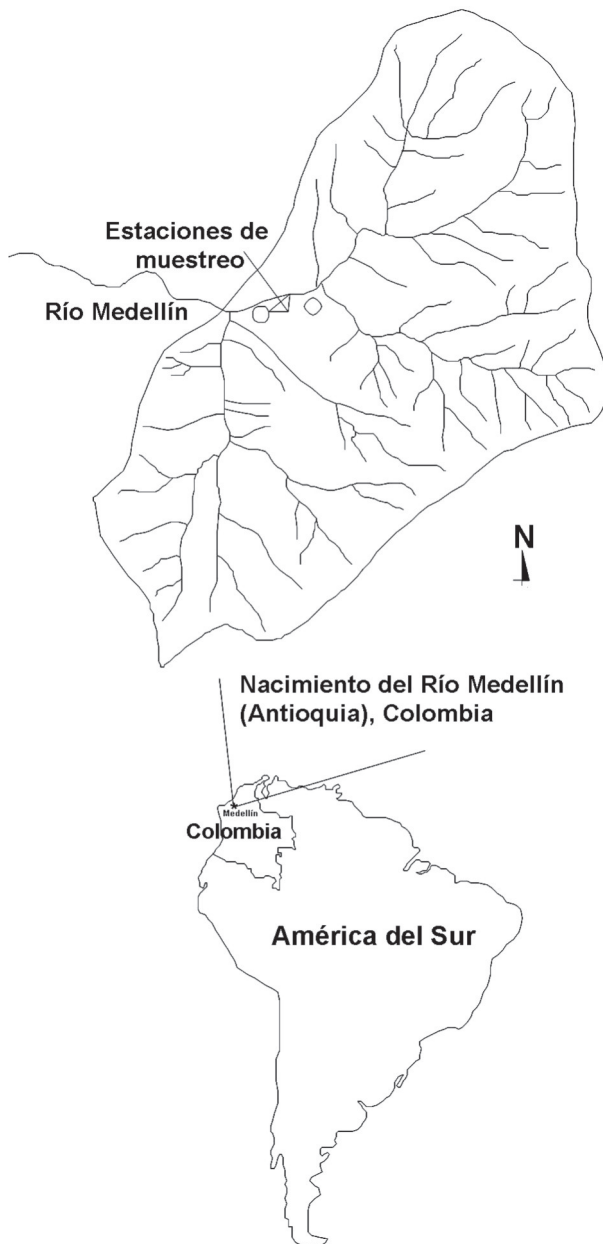 Estaciones de
muestreo
Río Medellín
N
Nacimiento del Río Medellín
(Antioquia), Colombia
Medellín
Colombia
América del Sur